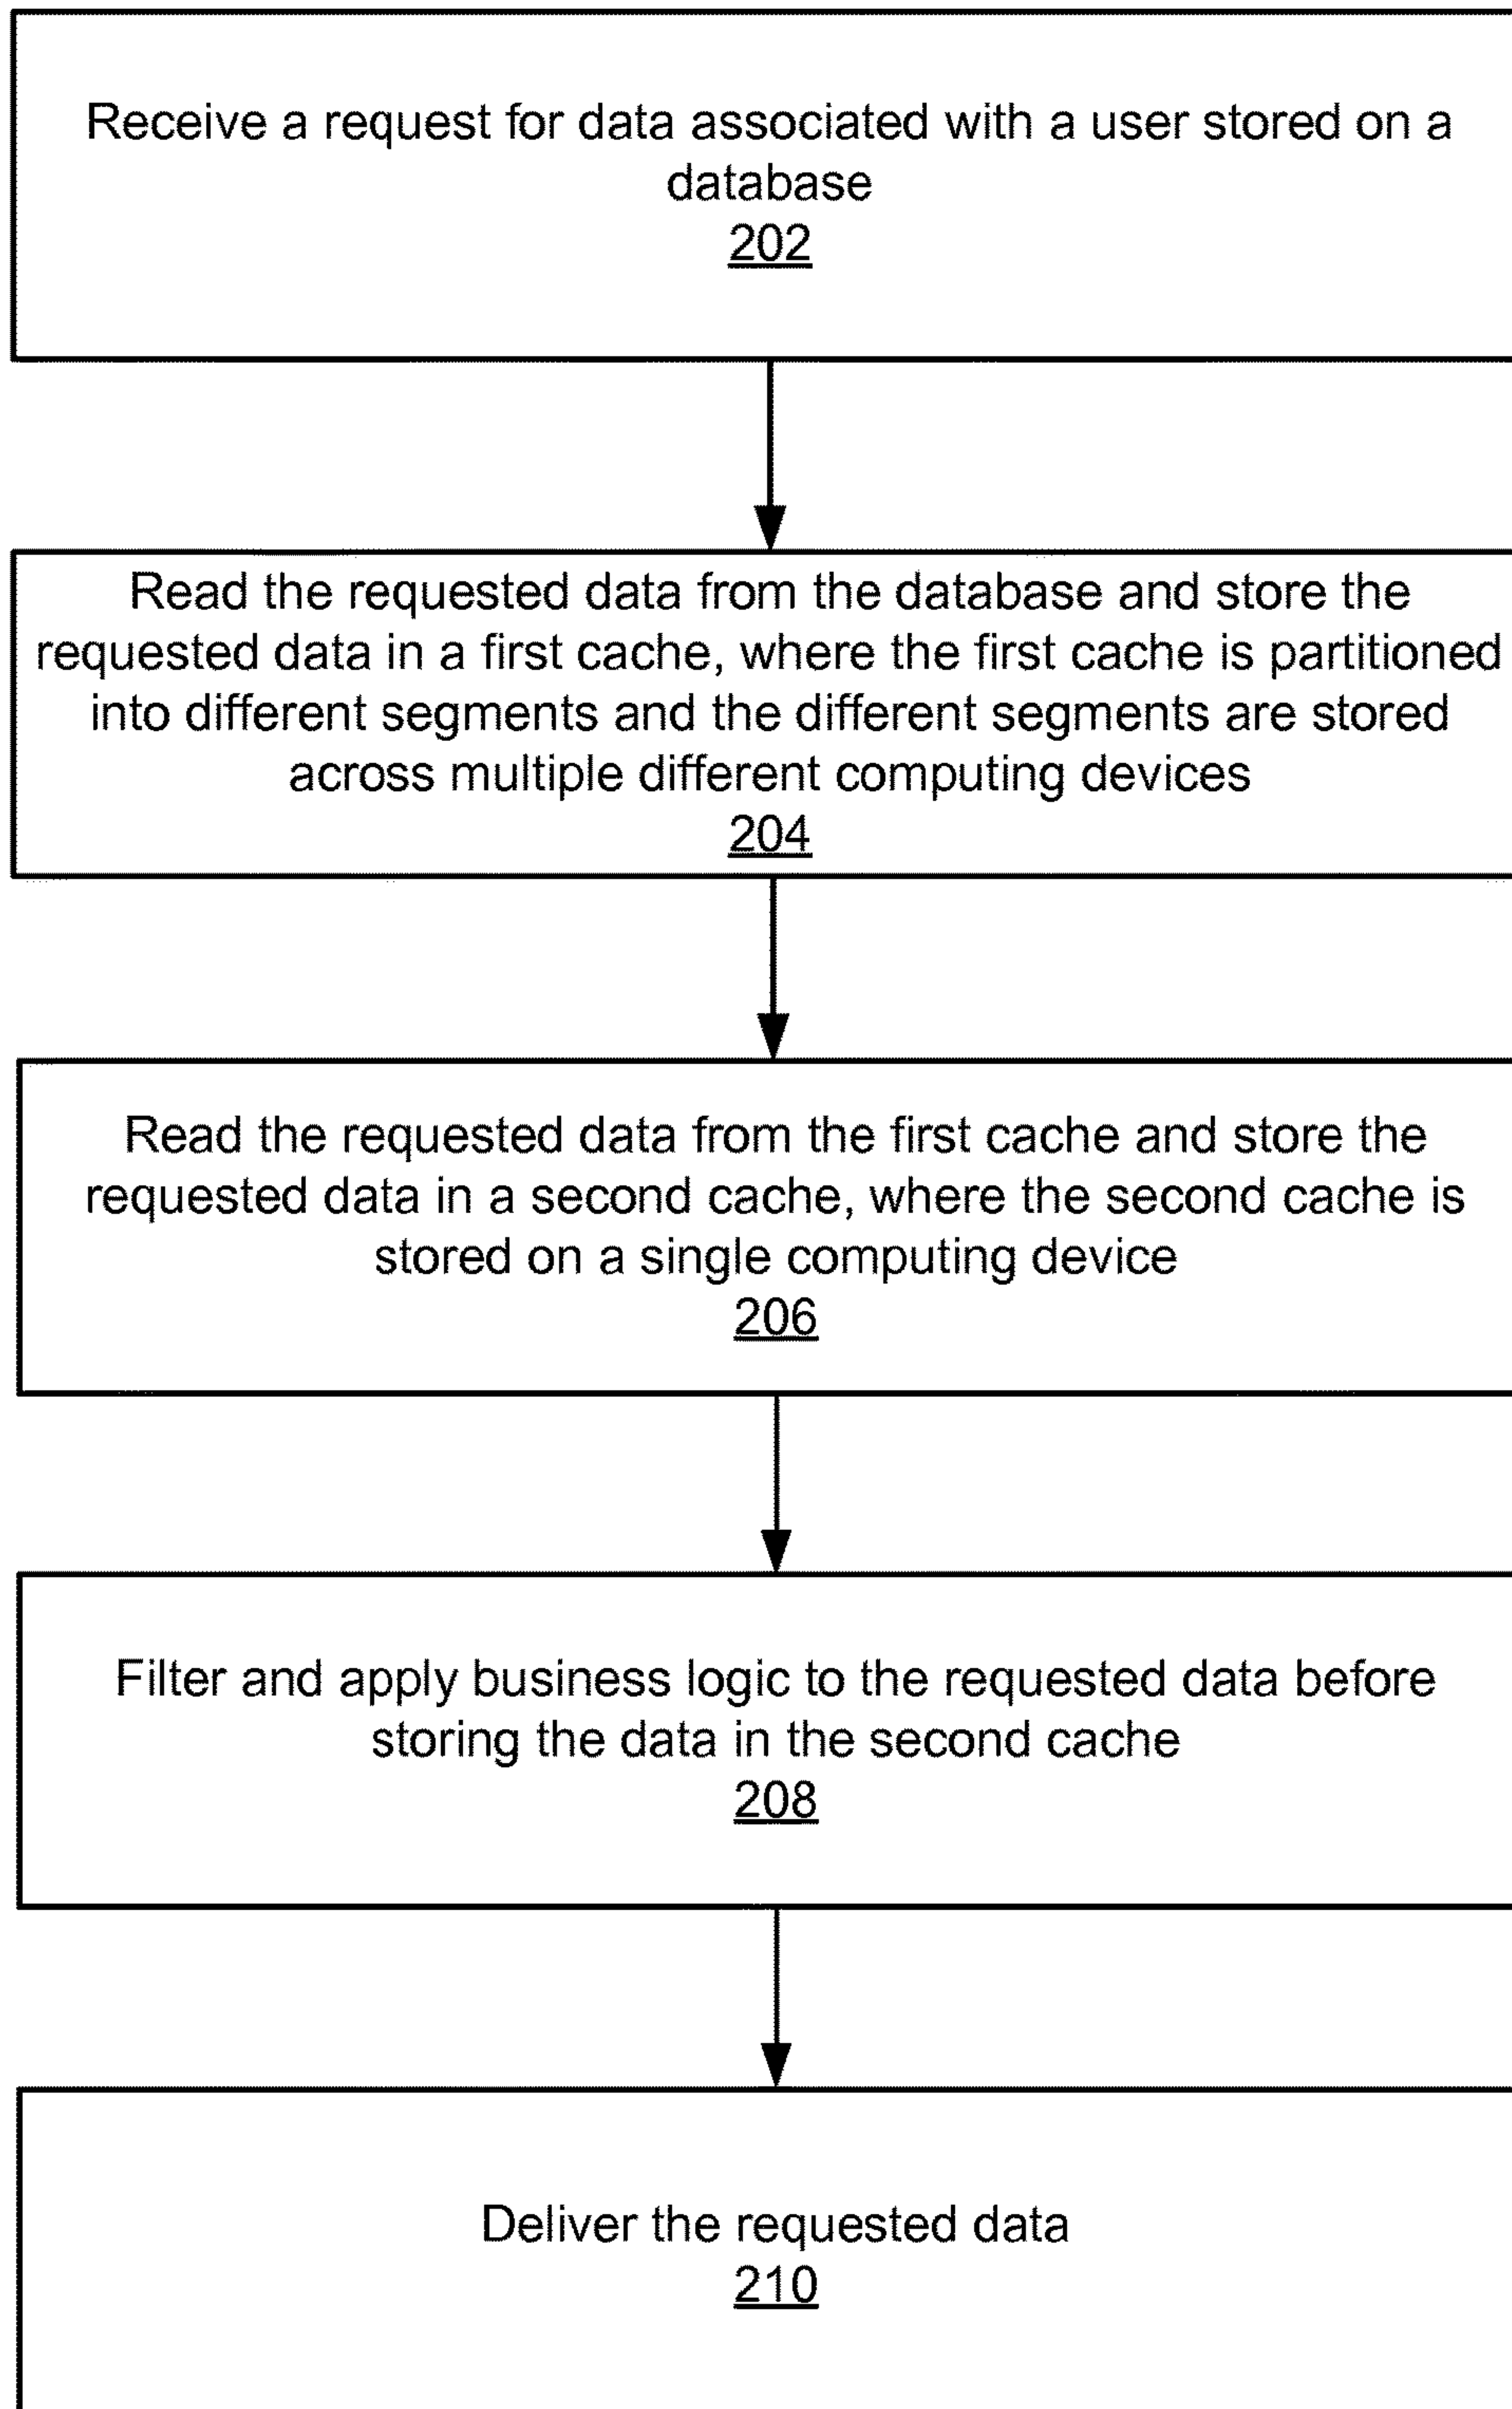 Receive a request for data associated with a user stored on a
database
202
Read the requested data from the database and store the
requested data in a first cache, where the first cache is partitioned
into different segments and the different segments are stored
across multiple different computing devices
204
Read the requested data from the first cache and store the
requested data in a second cache, where the second cache is
stored on a single computing device
206
Filter and apply business logic to the requested data before
storing the data in the second cache
208
Deliver the requested data
210